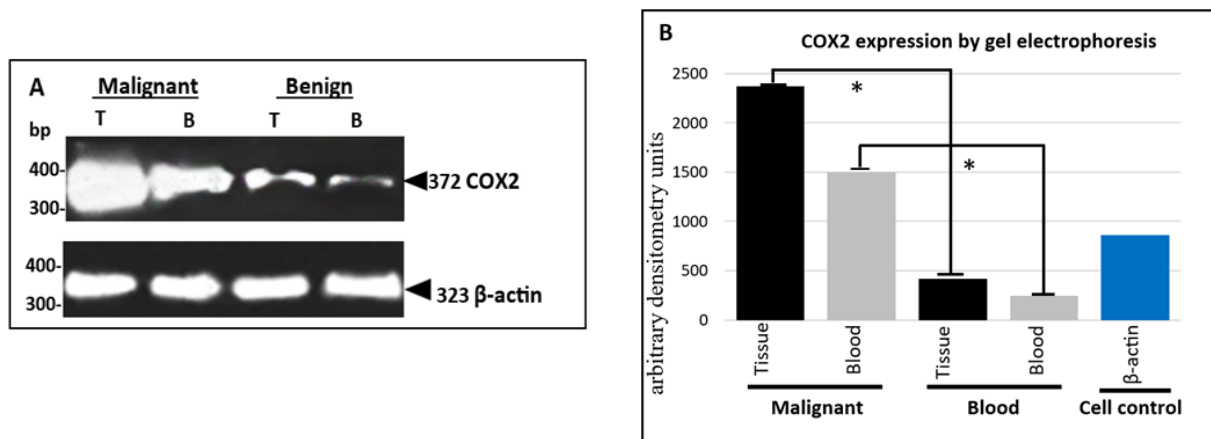 A
Malignant Benign
T B T B
bp
400-
300-
372 COX2
400-
300-
323 β-actin
B
COX2 expression by gel electrophoresis
arbitrary densitometry units
2500
2000
1500
1000
500
0
*
*
Tissue Blood Tissue Blood β-actin
Malignant Blood Cell control